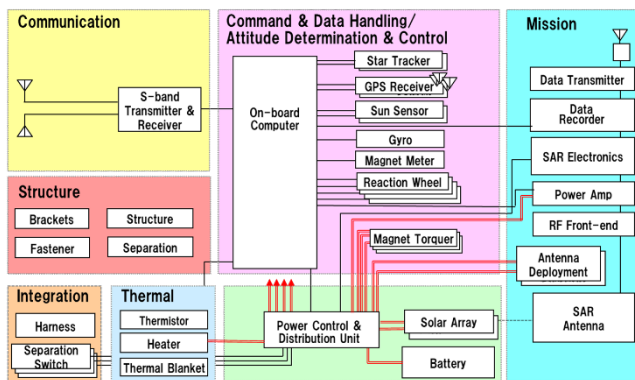 Communication
S-band
Transmitter &
Receiver
Command & Data Handling/
Attitude Determination & Control
On-board
Computer
Star Tracker
GPS Receiver
Sun Sensor
Gyro
Magnet Meter
Reaction Wheel
Magnet Torquer
Mission
Data Transmitter
Data
Recorder
SAR Electronics
Power Amp
RF Front-end
Antenna
Deployment
SAR
Antenna
Structure
Brackets
Structure
Fastener
Separation
Integration
Harness
Separation
Switch
Thermal
Thermistor
Heater
Thermal Blanket
Power Control &
Distribution Unit
Solar Array
Battery